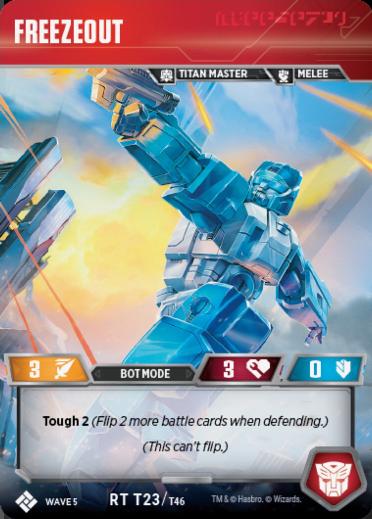 FREEZEOUT
TITAN MASTER MELEE
3 BOT MODE 3 0
Tough 2 (Flip 2 more battle cards when defending.)
(This can't flip.)
WAVE 5 RT T23/T46 TM & © Hasbro. © Wizards.